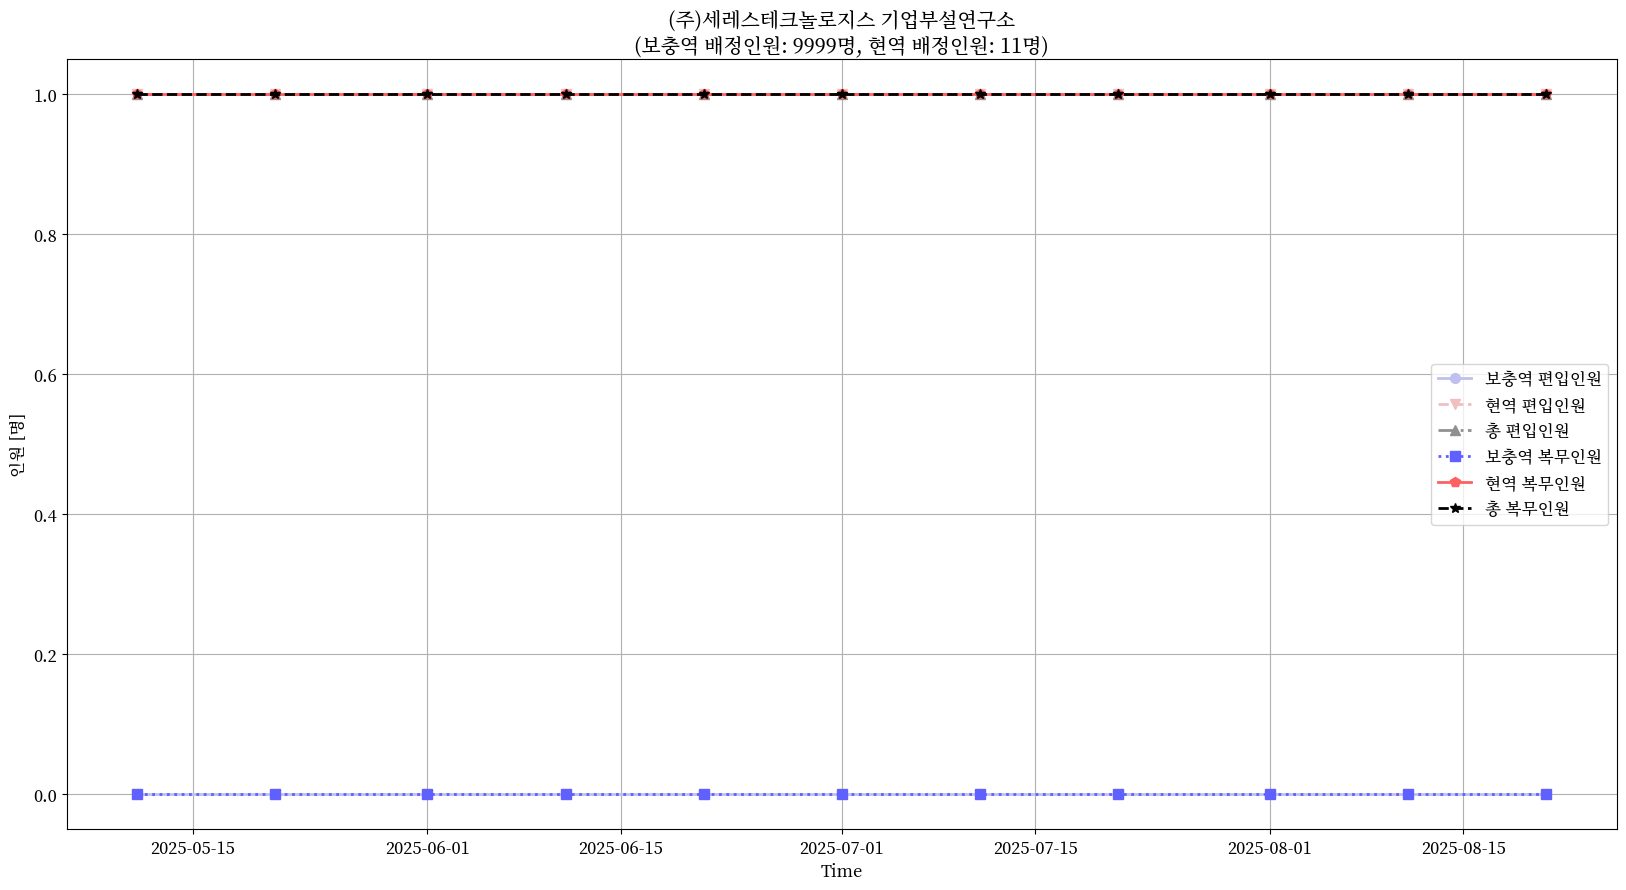 (주)세레스테크놀로지스 기업부설연구소
(보충역 배정인원: 9999명, 현역 배정인원: 11명)
1.0
0.8
0.6
0.4
0.2
0.0
인원 [명]
보충역 편입인원
현역 편입인원
총 편입인원
보충역 복무인원
현역 복무인원
총 복무인원
2025-05-15 2025-06-01 2025-06-15 2025-07-01 2025-07-15 2025-08-01 2025-08-15
Time